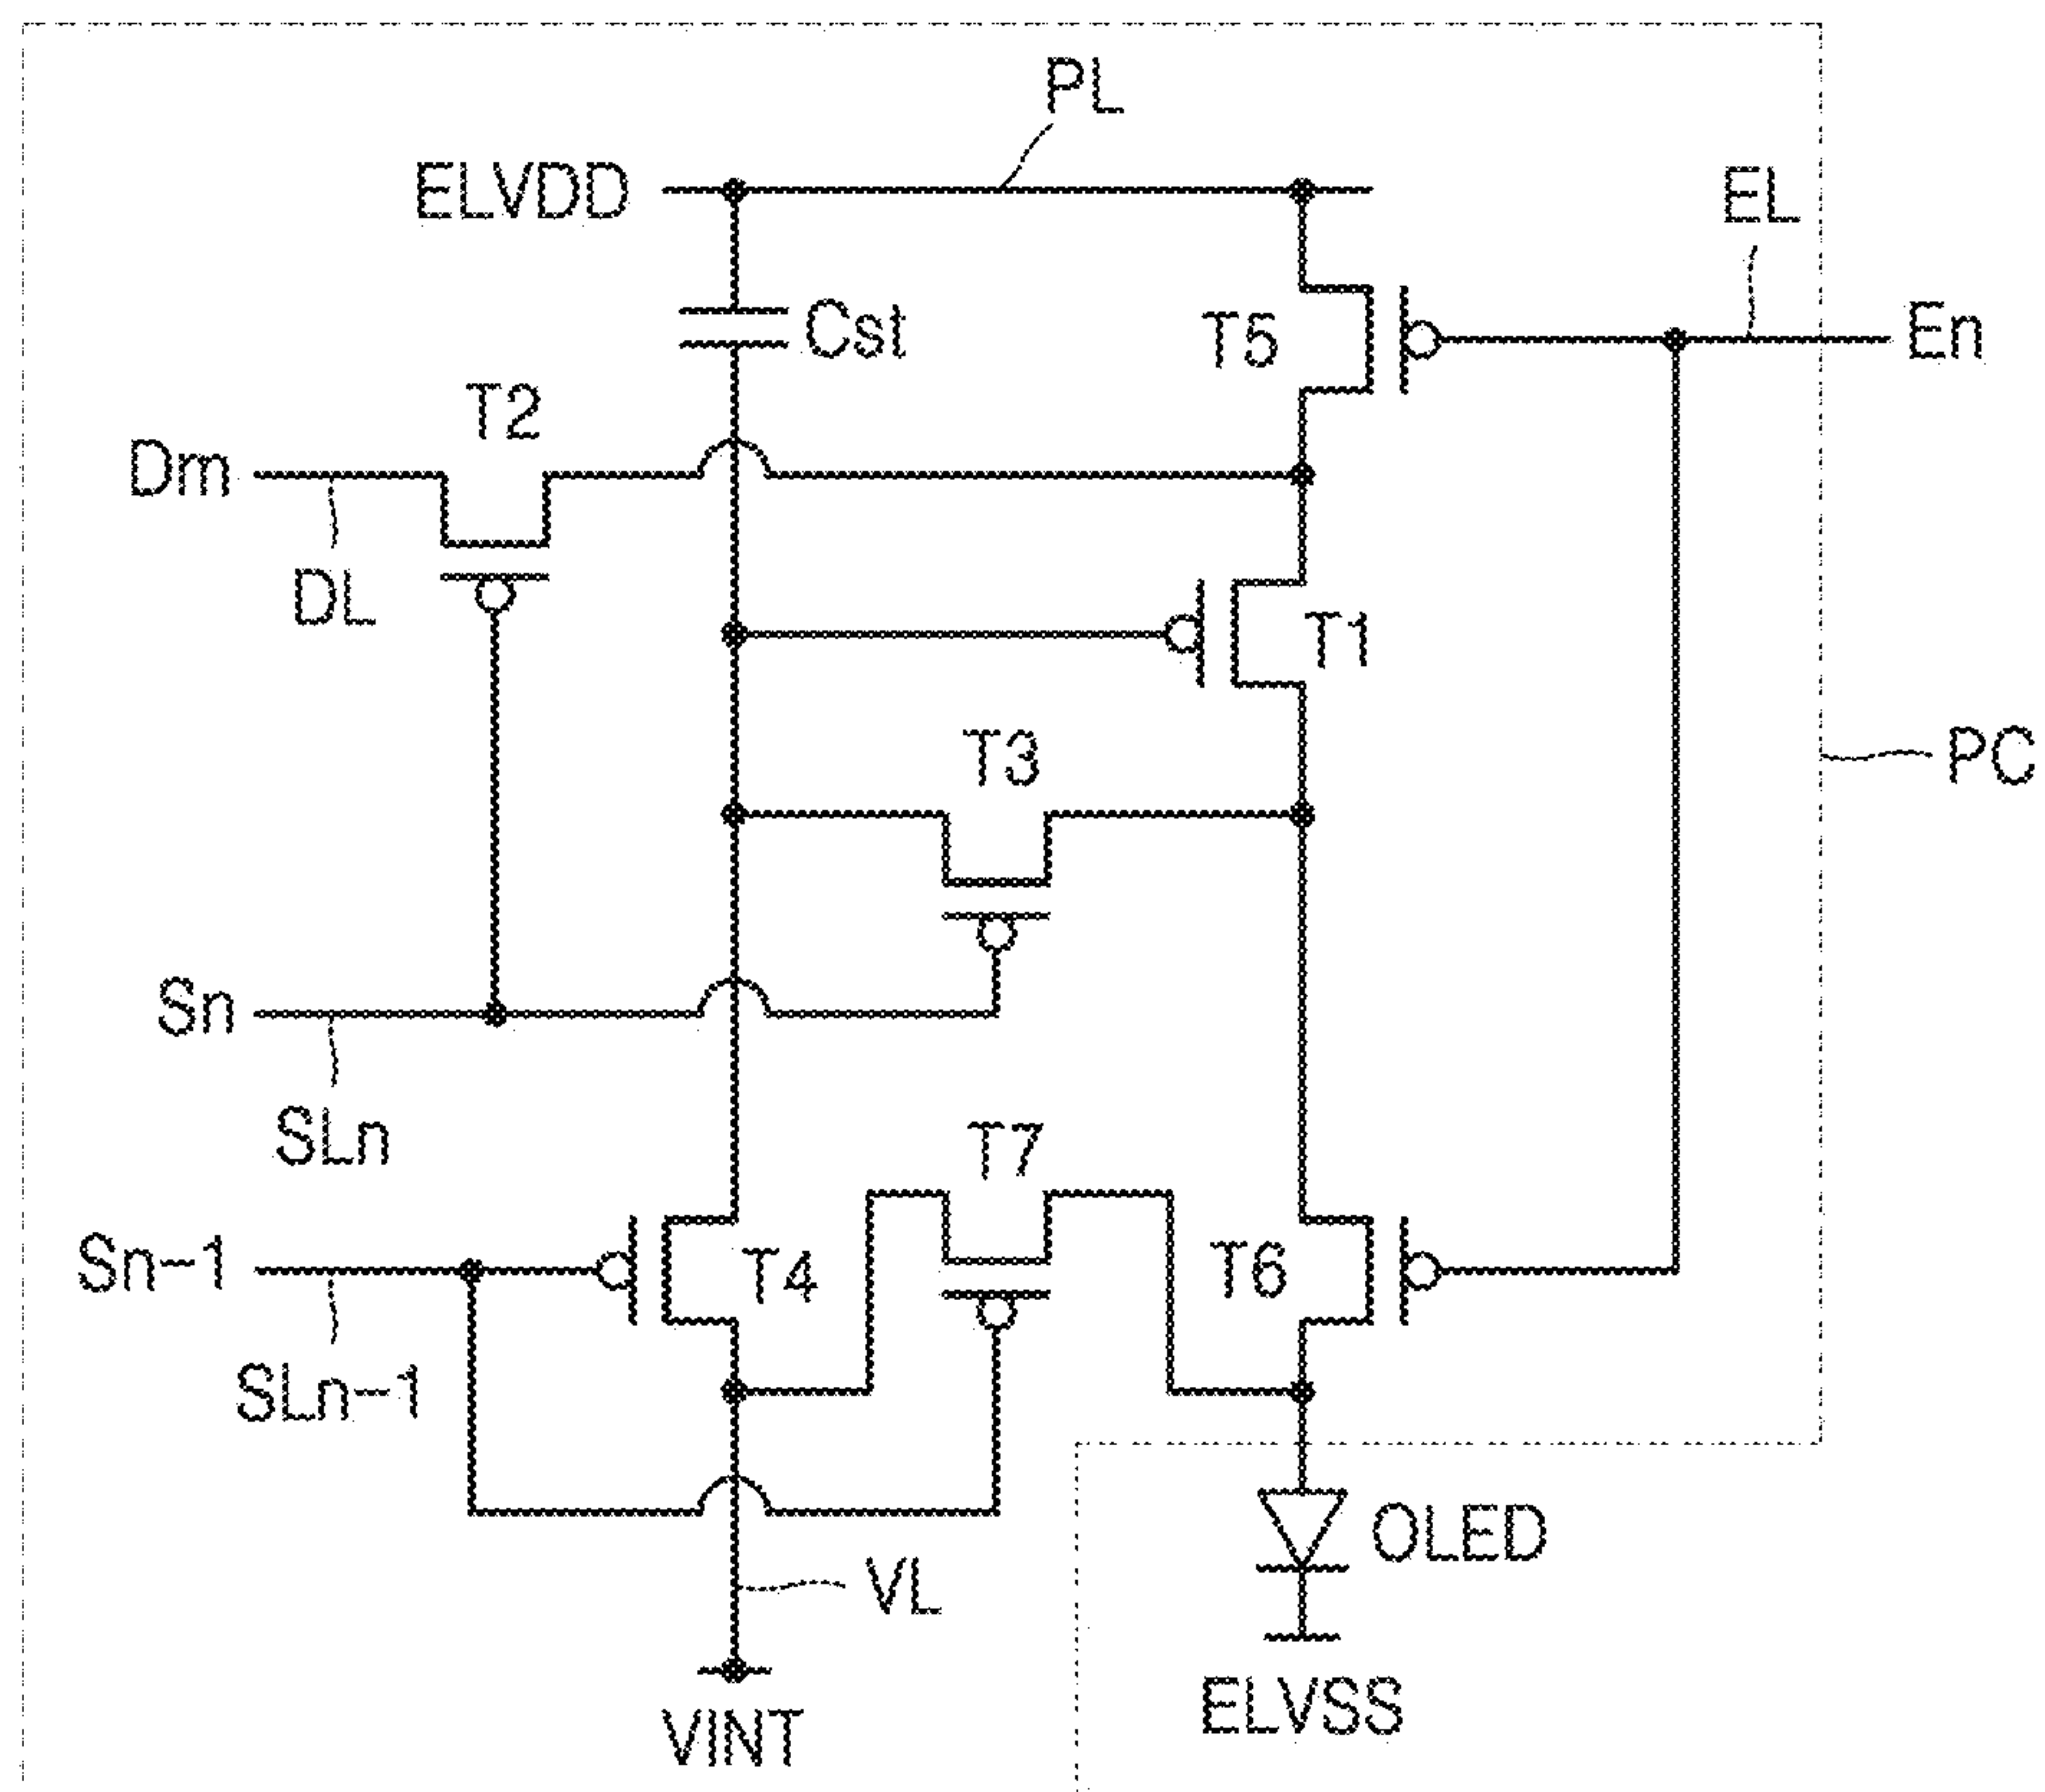 PL
ELVDD
EL
Cst
T5
En
T2
Dm
DL
T1
T3
PC
Sn
SLn
T7
Sn-1
T4
T6
SLn-1
OLED
VL
ELVSS
VINT